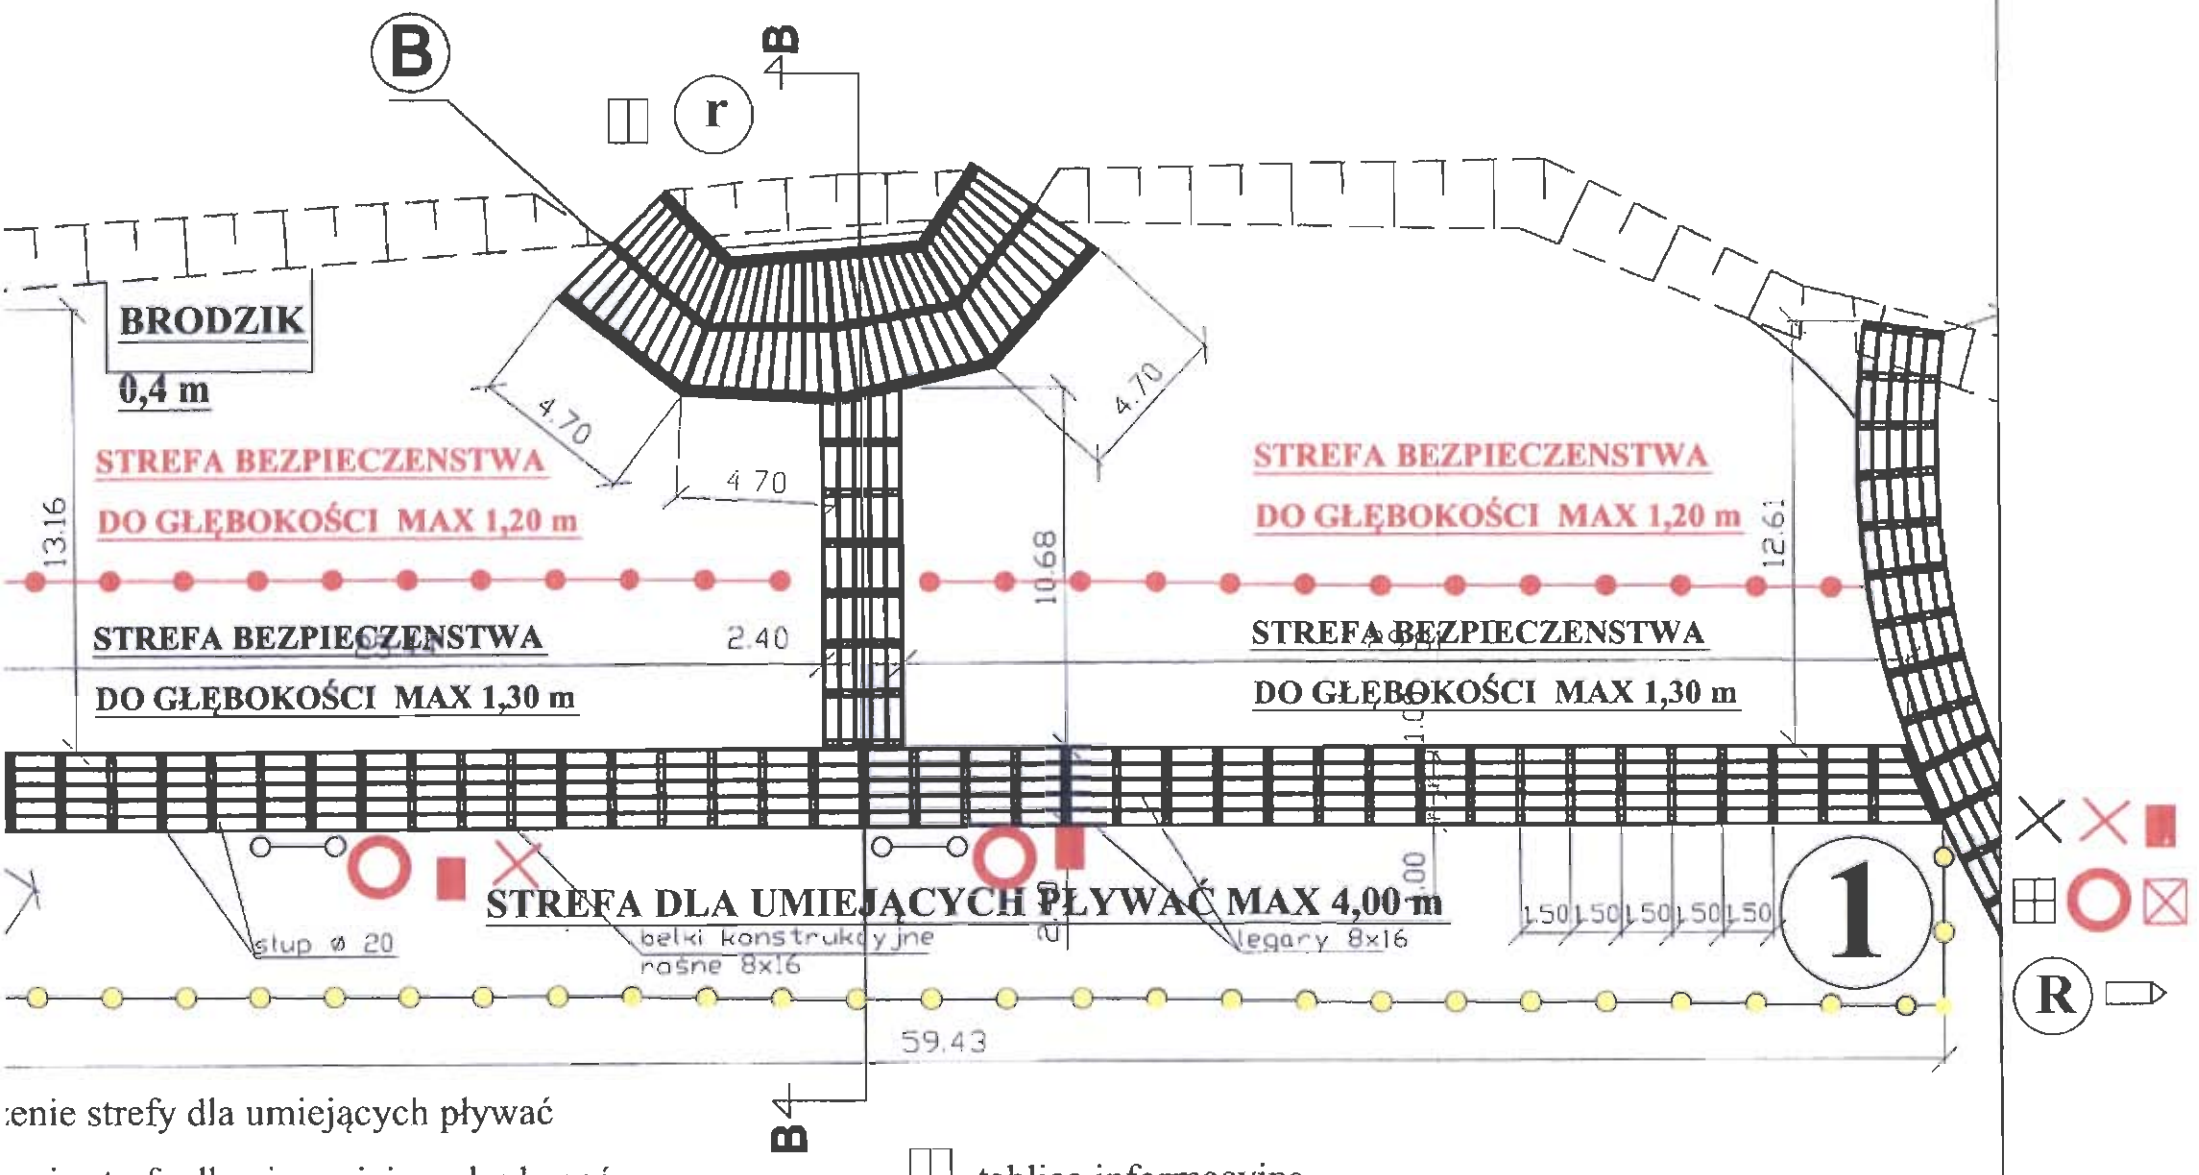 B
B
r
BRODZIK
0,4 m
4.70
4.70
4.70
STREFA BEZPIECZENSTWA
DO GŁĘBOKOŚCI MAX 1,20 m
STREFA BEZPIECZENSTWA
DO GŁĘBOKOŚCI MAX 1,20 m
13.16
10.68
12.61
STREFA BEZPIECZENSTWA
DO GŁĘBOKOŚCI MAX 1,30 m
2.40
STREFA BEZPIECZENSTWA
DO GŁĘBOKOŚCI MAX 1,30 m
STREFA DLA UMIEJĄCYCH PŁYWAĆ MAX 4,00 m
1.50 1.50 1.50 1.50 1.50
1
słup ø 20
belki konstrukcyjne
rośne 8x16
legary 8x16
R
59.43
B
enie strefy dla umiejących pływać
tablica informacyjna